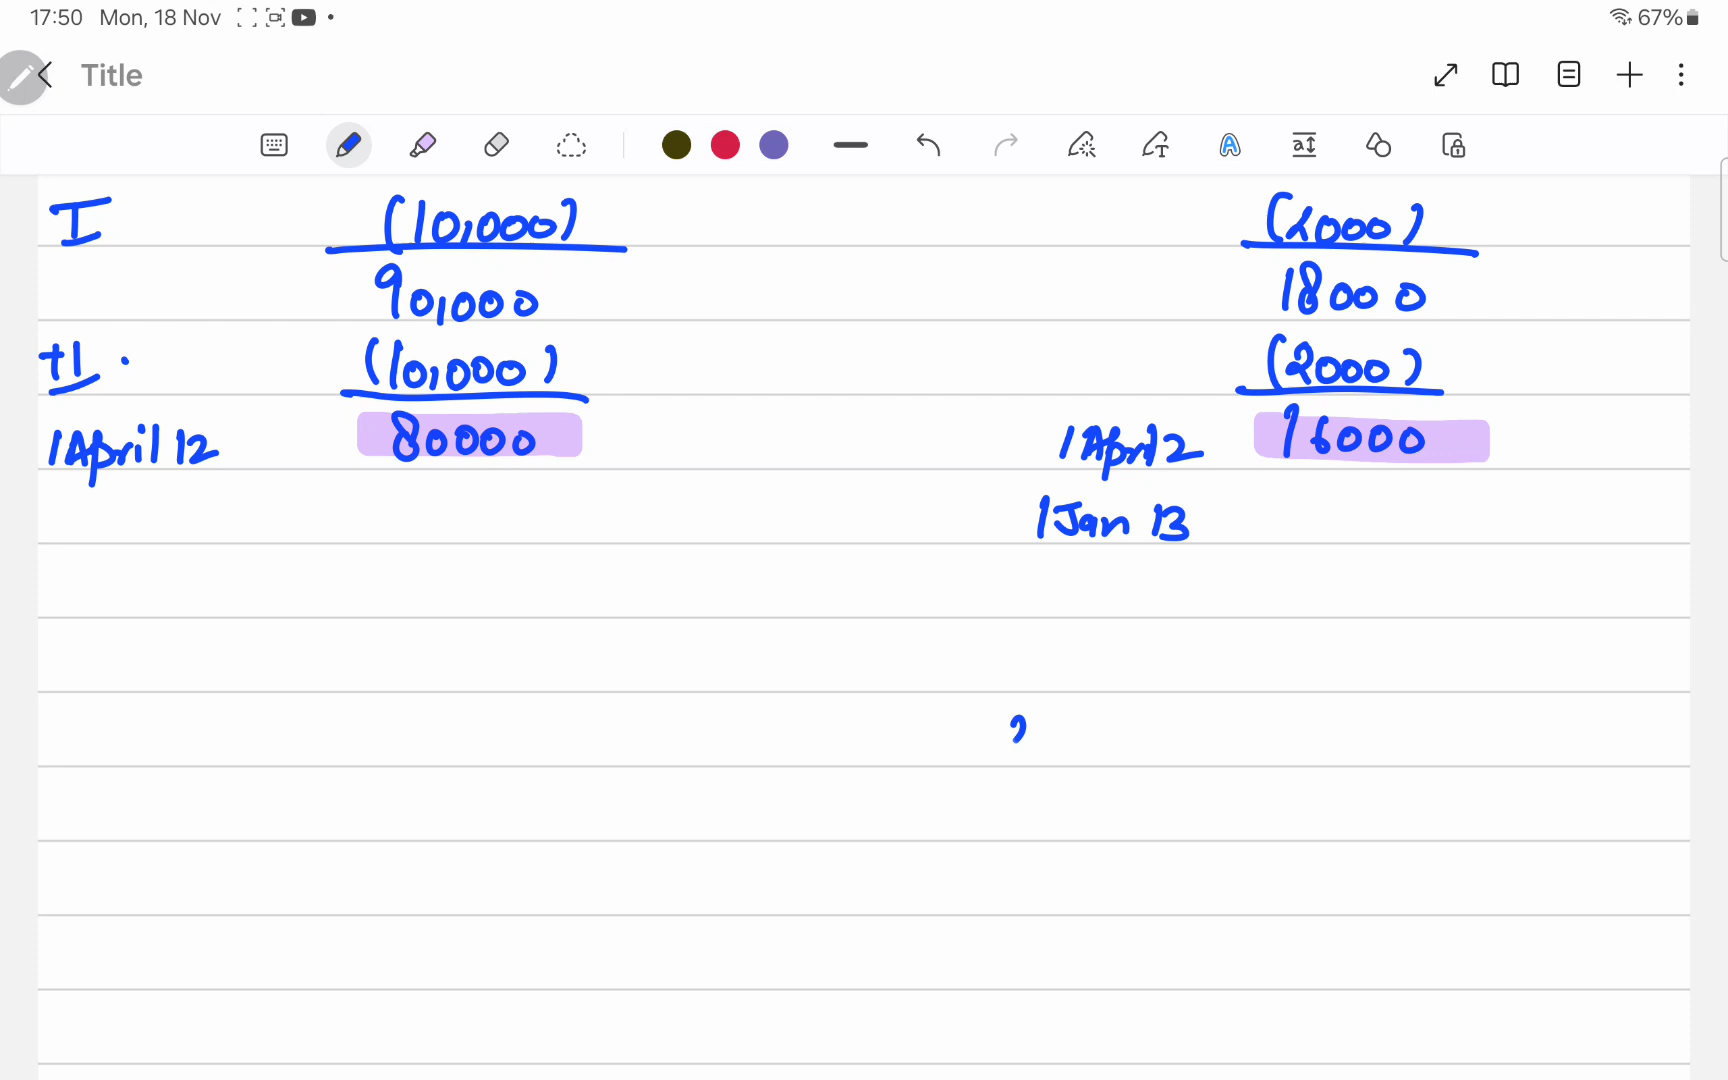 17:50 Mon, 18 Nov 67%
Title
I (10,000) (2000)
90,000 18000
+1 . (10,000) (2000)
1 April 12 80000 1 April 12 16000
1 Jan 13
,